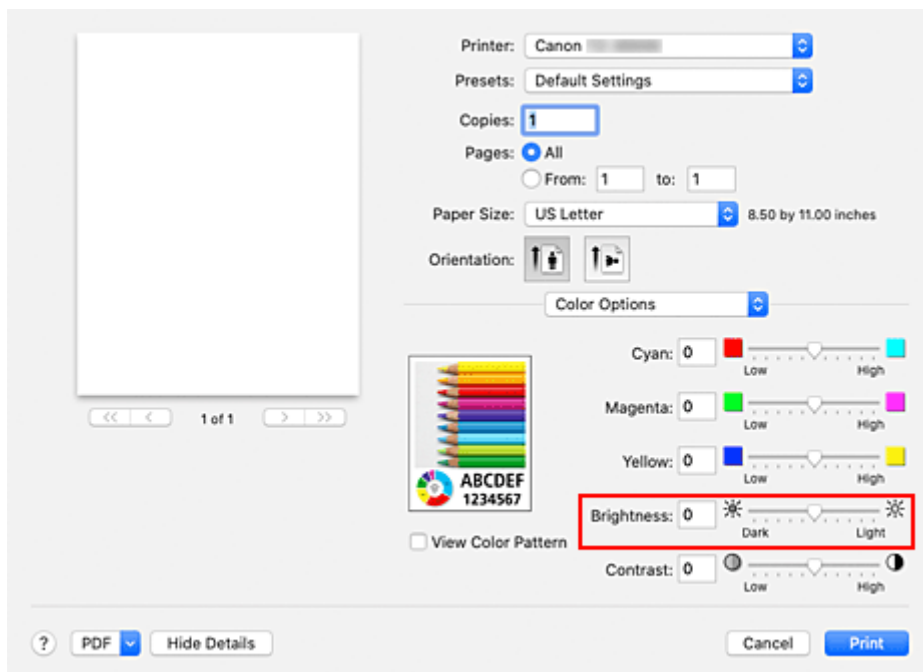 Printer: Canon
Presets: Default Settings
Copies: 1
Pages: All
From: 1 to: 1
Paper Size: US Letter 8.50 by 11.00 inches
Orientation:
Color Options
Cyan: 0
Low High
Magenta: 0
Low High
Yellow: 0
Low High
Brightness: 0
Dark Light
Contrast: 0
Low High
ABCDEF
1234567
View Color Pattern
<< < 1 of 1 > >>
? PDF Hide Details Cancel Print